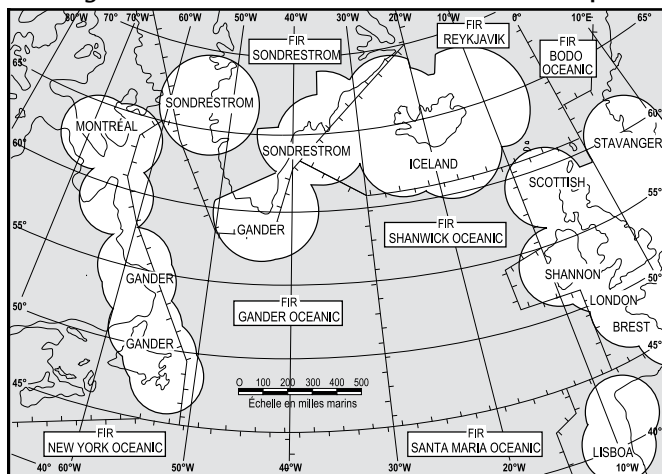 80°W 70°W 60°W 50°W 40°W 30°W 20°W 10°W 0° 10°E 65°
65°
60°
55°
50°
45°
40° 60°W 50°W 40°W 30°W 20°W 10°W
60°
55°
50°
45°
40°
FIR
SONDRESTROM
FIR
REYKJAVIK
FIR
BODO
OCEANIC
MONTRÉAL
SONDRESTROM
SONDRESTROM
ICELAND
STAVANGER
SCOTTISH
GANDER
FIR
SHANWICK OCEANIC
SHANNON
LONDON
BREST
GANDER
FIR
GANDER OCEANIC
GANDER
0 100 200 300 400 500
Échelle en milles marins
FIR
NEW YORK OCEANIC
FIR
SANTA MARIA OCEANIC
LISBOA